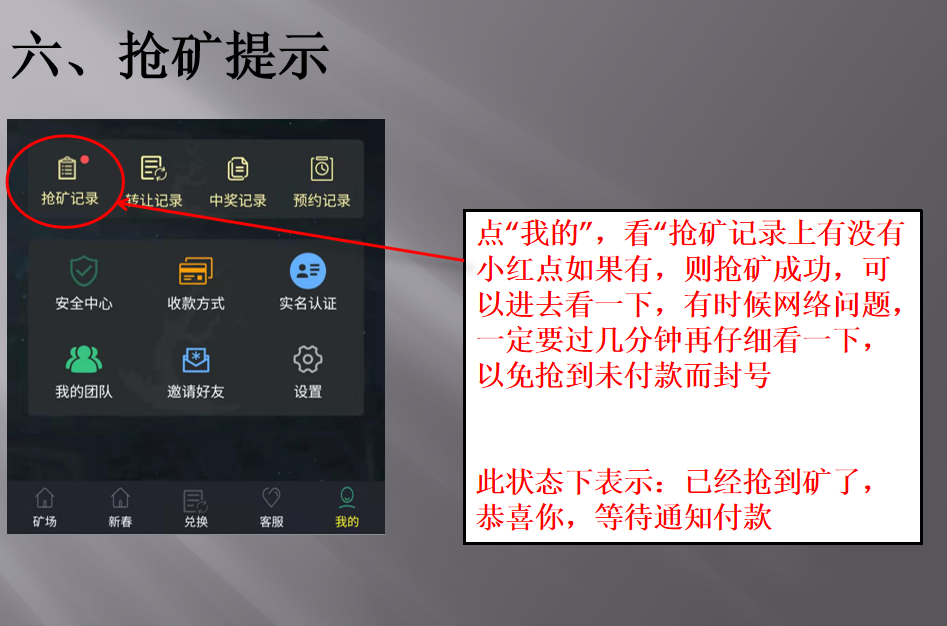 六、抢矿提示
抢矿记录 转让记录 中奖记录 预约记录
安全中心 收款方式 实名认证
我的团队 邀请好友 设置
矿场 新春 兑换 客服 我的
点“我的”，看“抢矿记录上有没有
小红点如果有，则抢矿成功，可
以进去看一下，有时候网络问题，
一定要过几分钟再仔细看一下，
以免抢到未付款而封号
此状态下表示：已经抢到矿了，
恭喜你，等待通知付款